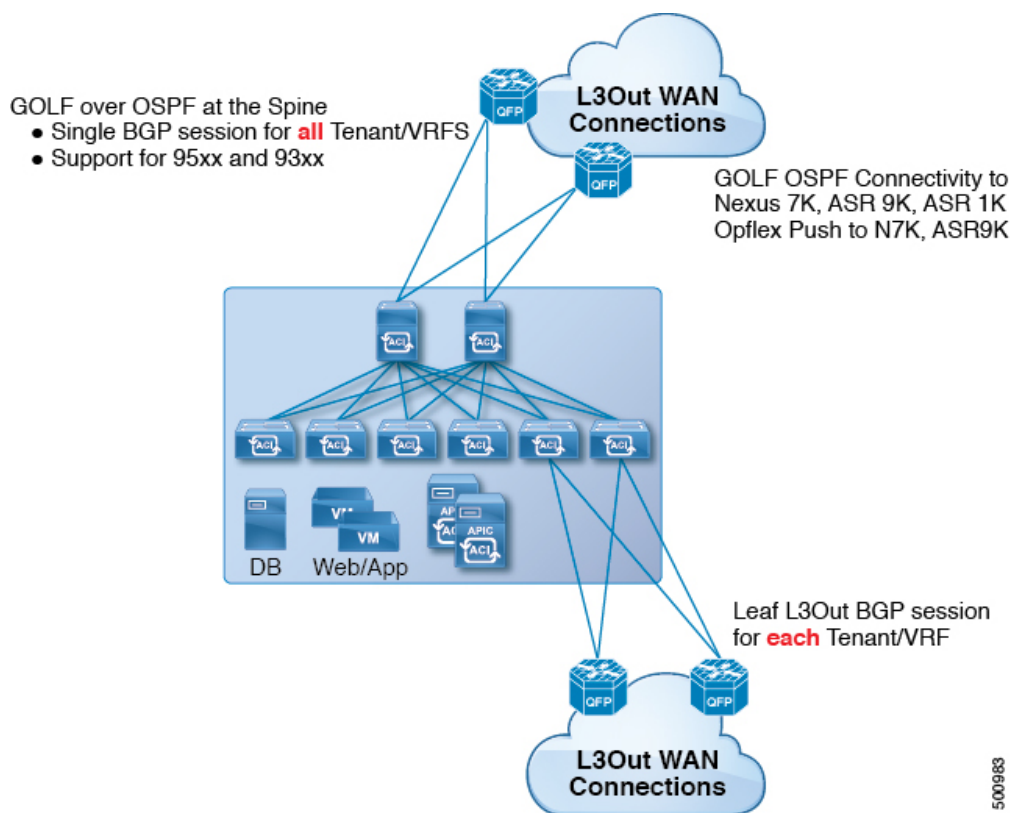 L3Out WAN
Connections
QFP
GOLF over OSPF at the Spine
• Single BGP session for all Tenant/VRFS
• Support for 95xx and 93xx
QFP
GOLF OSPF Connectivity to
Nexus 7K, ASR 9K, ASR 1K
Opflex Push to N7K, ASR9K
ACI
ACI
ACI
ACI
ACI
ACI
ACI
ACI
VM
VM
AP
AC
APIC
ACI
DB
Web/App
Leaf L3Out BGP session
for each Tenant/VRF
QFP
QFP
L3Out WAN
Connections
500983